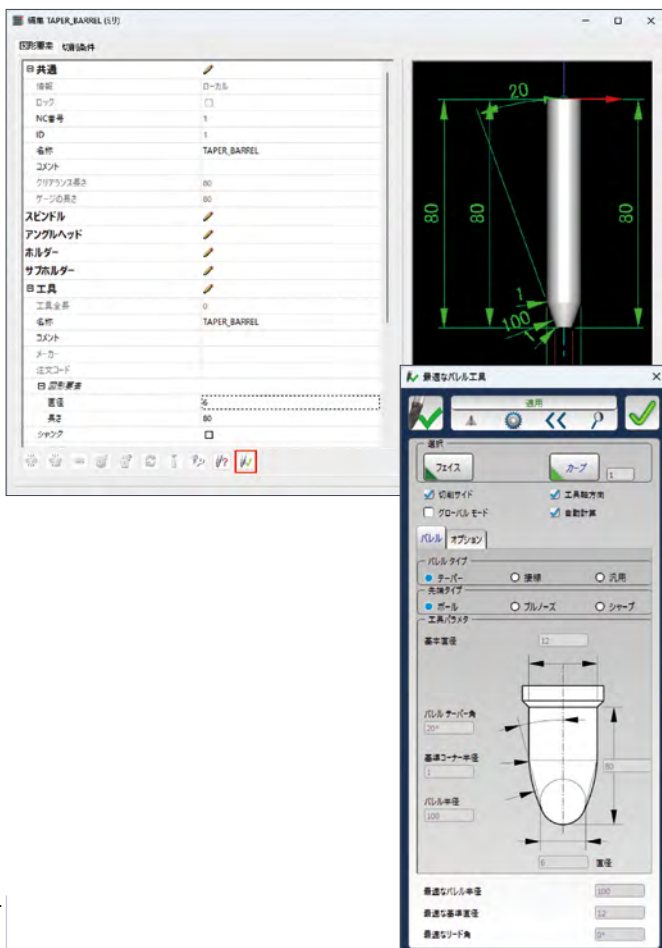 編集 TAPER_BARREL (ミリ)
図形要素 切削条件
共通
情報 ローカル
ロック
NC番号 1
ID 1
名称 TAPER_BARREL
コメント
クリアランス長さ 80
ゲージの長さ 80
スピンドル
アングルヘッド
ホルダー
サブホルダー
工具
工具全長 0
名称 TAPER_BARREL
コメント
メーカー
注文コード
図形要素
直径 6
長さ 80
シャンク
20
80 80 80
1
100
1
最適なバレル工具
適用
選択
フェイス カーブ 1
切削サイド 工具軸方向
グローバルモード 自動計算
バレル オプション
バレルタイプ
テーパー 接線 汎用
先端タイプ
ボール ブルノーズ シャープ
工具パラメタ
基本直径 12
バレル テーパー角
20°
基準コーナー半径
1 80
バレル半径
100
6 直径
最適なバレル半径 100
最適な基準直径 12
最適なリード角 0°